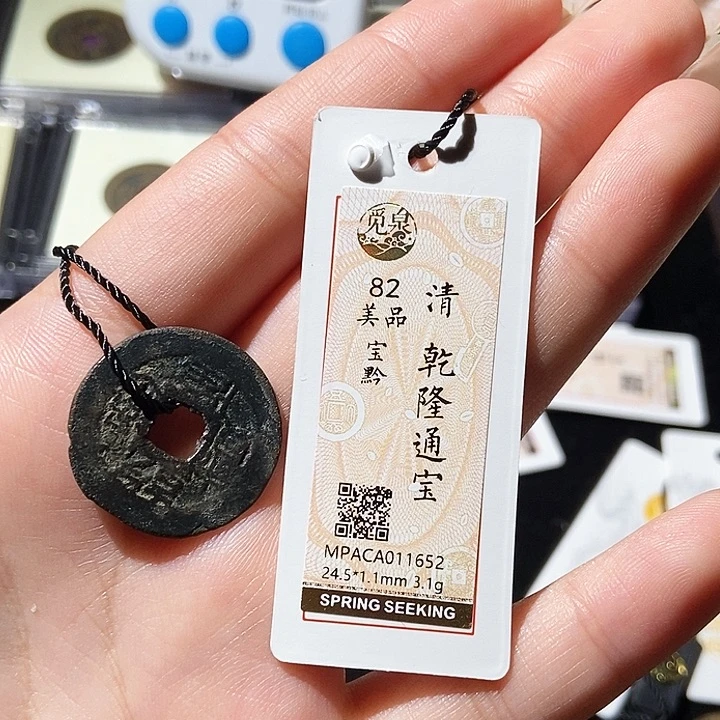 觅泉
82
美品
宝黔
清 乾隆通宝
MPACA011652
24.5*1.1mm 3.1g
SPRING SEEKING